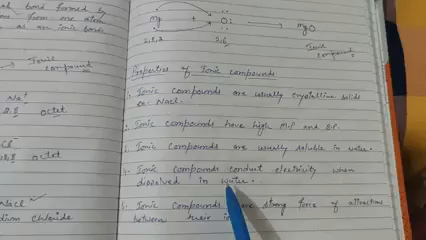 bond formed by
from one atom
an ionic bond.
Ionic
compound
Na⁺
2,8 octet
Cl⁻
2,8,8 octet
NaCl
Sodium chloride
Mg + O: → MgO
2,8,2 2,6 Ionic
compound
Properties of Ionic compounds
1. Ionic compounds are usually crystalline solids
ex. NaCl.
2. Ionic compounds have high M.P and B.P.
3. Ionic compounds are usually soluble in water.
4. Ionic compounds conduct electricity when
dissolved in water.
5. Ionic compounds have strong force of attraction
between their